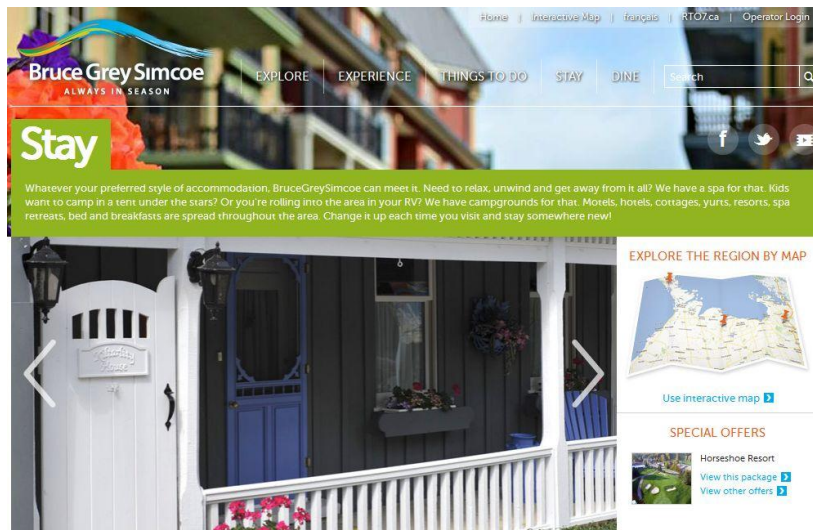 Home | Interactive Map | français | RTO7.ca | Operator Login
Bruce Grey Simcoe
ALWAYS IN SEASON
EXPLORE EXPERIENCE THINGS TO DO STAY DINE Search
Stay
Whatever your preferred style of accommodation, BruceGreySimcoe can meet it. Need to relax, unwind and get away from it all? We have a spa for that. Kids
want to camp in a tent under the stars? Or you're rolling into the area in your RV? We have campgrounds for that. Motels, hotels, cottages, yurts, resorts, spa
retreats, bed and breakfasts are spread throughout the area. Change it up each time you visit and stay somewhere new!
EXPLORE THE REGION BY MAP
Use interactive map
SPECIAL OFFERS
Horseshoe Resort
View this package
View other offers